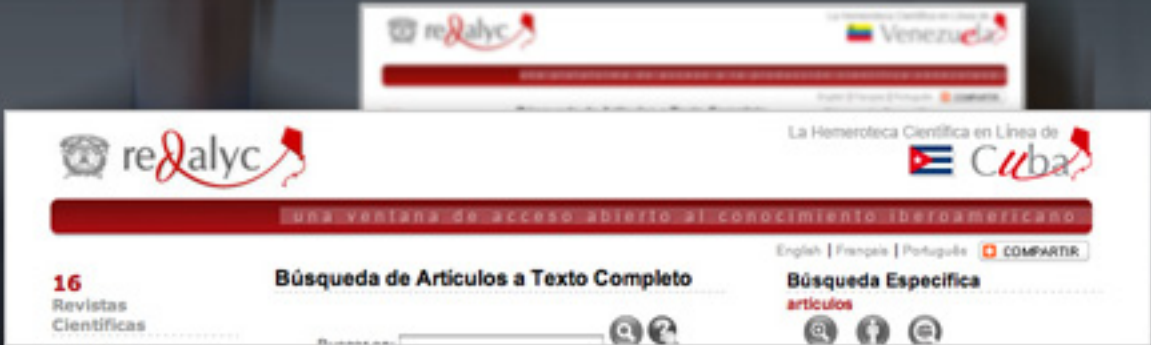 redalyc
Venezuela
redalyc
La Hemeroteca Científica en Línea de
Cuba
una ventana de acceso abierto al conocimiento iberoamericano
English | Français | Português
COMPARTIR
16
Revistas
Científicas
Búsqueda de Artículos a Texto Completo
Búsqueda Específica
artículos